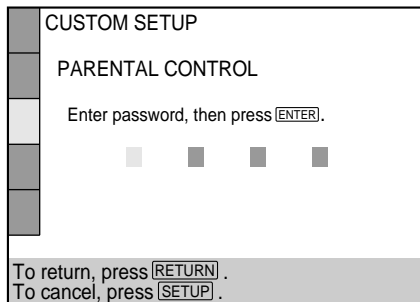 CUSTOM SETUP
PARENTAL CONTROL
Enter password, then press ENTER.
To return, press RETURN .
To cancel, press SETUP .